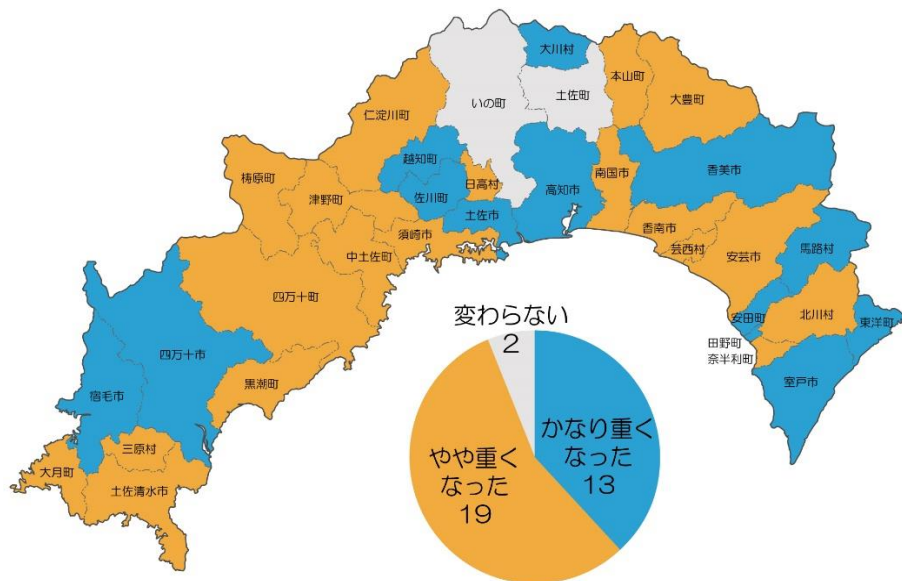 大川村
本山町
大豊町
いの町
土佐町
仁淀川町
越知町
日高村
南国市
香美市
高知市
梼原町
津野町
佐川町
土佐市
須崎市
中土佐町
香南市
芸西村
安芸市
馬路村
四万十町
安田町
北川村
東洋町
田野町
奈半利町
室戸市
四万十市
宿毛市
黒潮町
三原村
大月町
土佐清水市
変わらない
2
かなり重く
なった
13
やや重く
なった
19